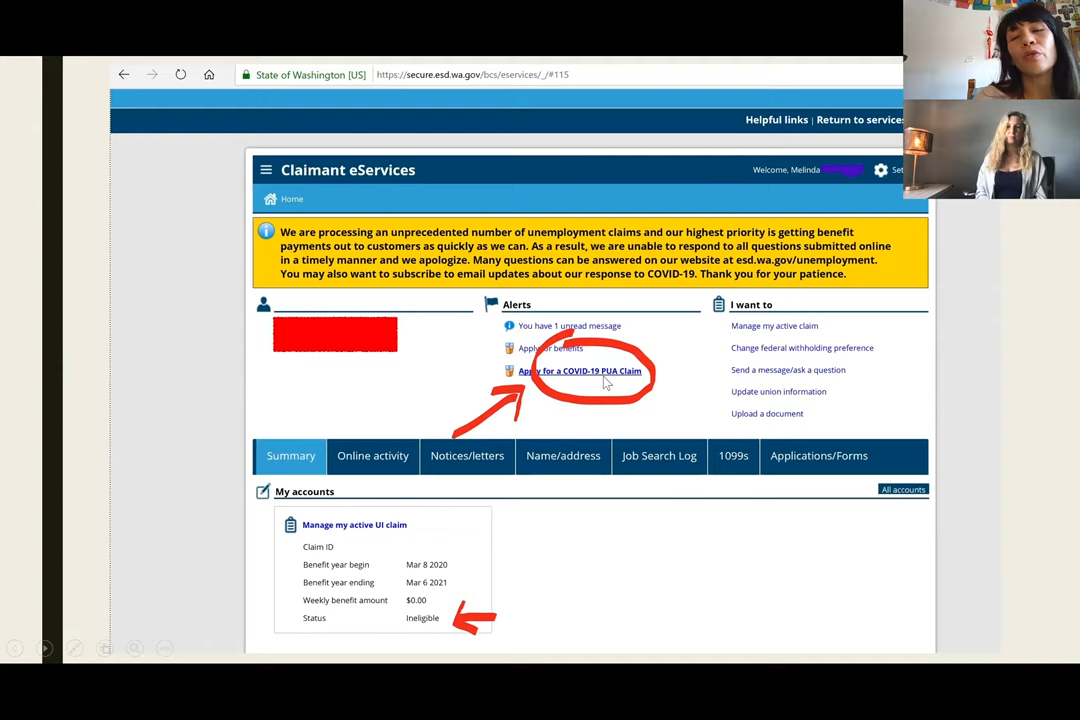 State of Washington [US] https://secure.esd.wa.gov/bcs/eservices/_/#115
Helpful links | Return to services
Claimant eServices
Welcome, Melinda
Home
We are processing an unprecedented number of unemployment claims and our highest priority is getting benefit
payments out to customers as quickly as we can. As a result, we are unable to respond to all questions submitted online
in a timely manner and we apologize. Many questions can be answered on our website at esd.wa.gov/unemployment.
You may also want to subscribe to email updates about our response to COVID-19. Thank you for your patience.
Alerts
You have 1 unread message
Apply for benefits
Apply for a COVID-19 PUA Claim
I want to
Manage my active claim
Change federal withholding preference
Send a message/ask a question
Update union information
Upload a document
Summary Online activity Notices/letters Name/address Job Search Log 1099s Applications/Forms
My accounts
All accounts
Manage my active UI claim
Claim ID
Benefit year begin Mar 8 2020
Benefit year ending Mar 6 2021
Weekly benefit amount $0.00
Status Ineligible